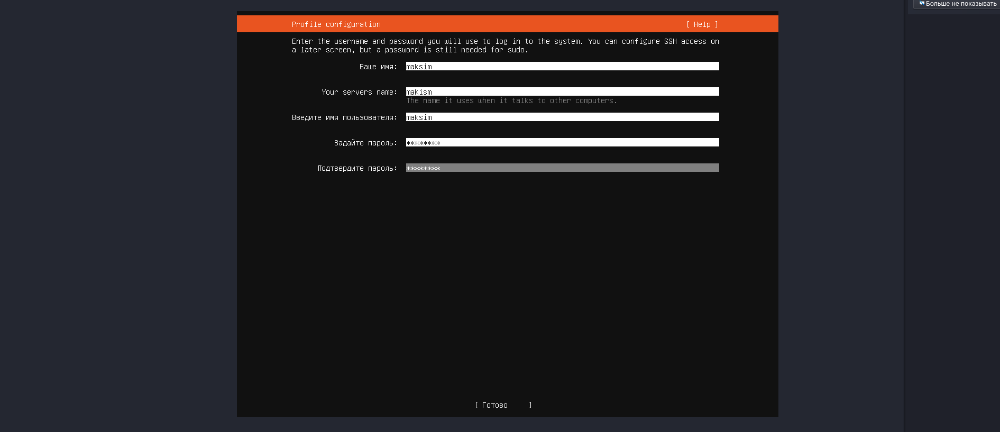 Больше не показывать
Profile configuration [ Help ]
Enter the username and password you will use to log in to the system. You can configure SSH access on
a later screen, but a password is still needed for sudo.
Ваше имя: maksim
Your servers name: makism
The name it uses when it talks to other computers.
Введите имя пользователя: maksim
Задайте пароль: ********
Подтвердите пароль: ********
[ Готово ]